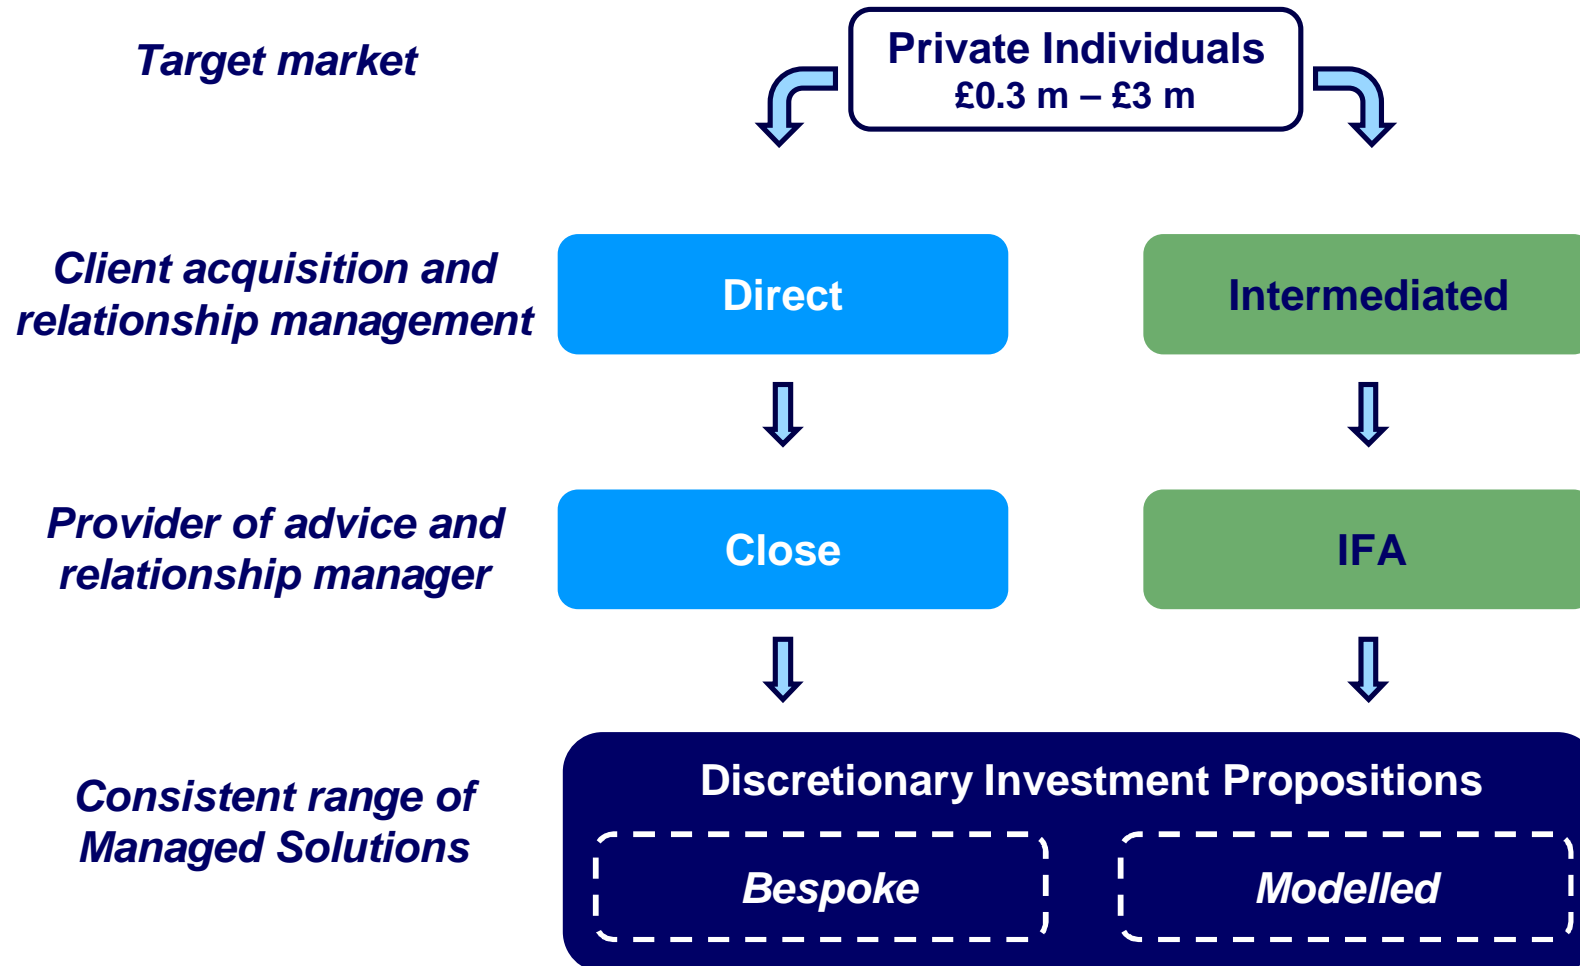 Target market
Private Individuals
£0.3 m – £3 m
Client acquisition and
relationship management
Direct
Intermediated
Provider of advice and
relationship manager
Close
IFA
Consistent range of
Managed Solutions
Discretionary Investment Propositions
Bespoke
Modelled